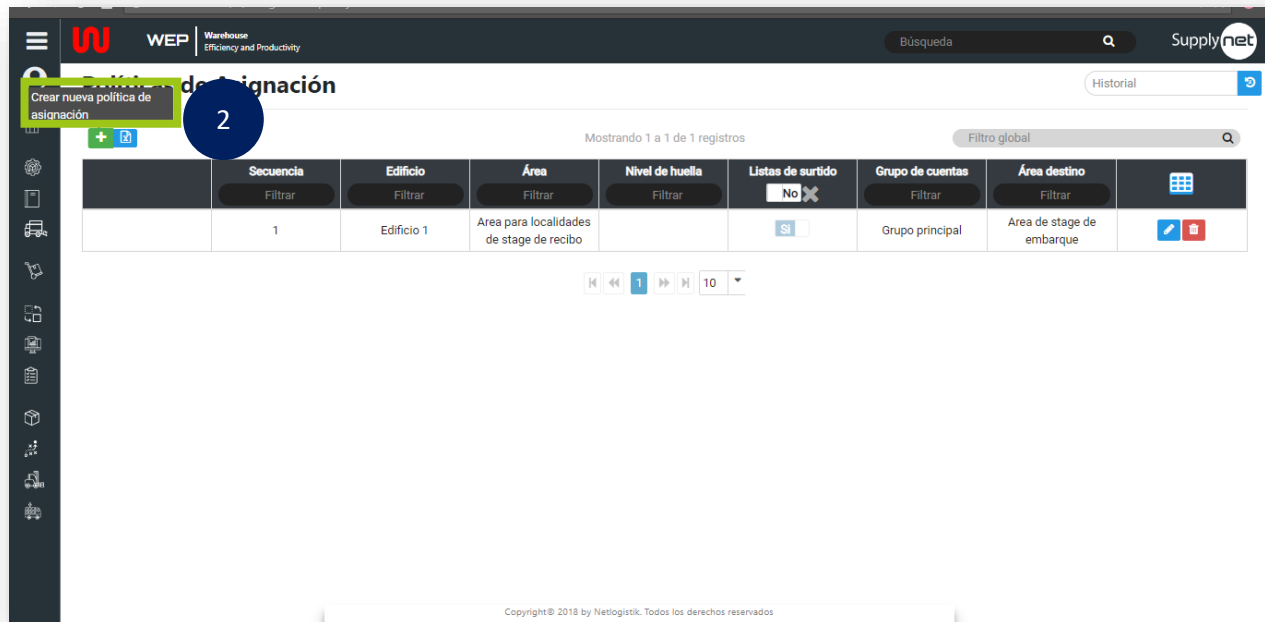 WEP
Warehouse
Efficiency and Productivity
Búsqueda
Supplynet
Políticas de Asignación
Historial
Crear nueva política de
asignación
2
Mostrando 1 a 1 de 1 registros
Filtro global
Secuencia Edificio Área Nivel de huella Listas de surtido Grupo de cuentas Área destino
Filtrar Filtrar Filtrar Filtrar No Filtrar Filtrar
1 Edificio 1 Area para localidades de stage de recibo Si Grupo principal Area de stage de embarque
1 10
Copyright® 2018 by Netlogistik. Todos los derechos reservados